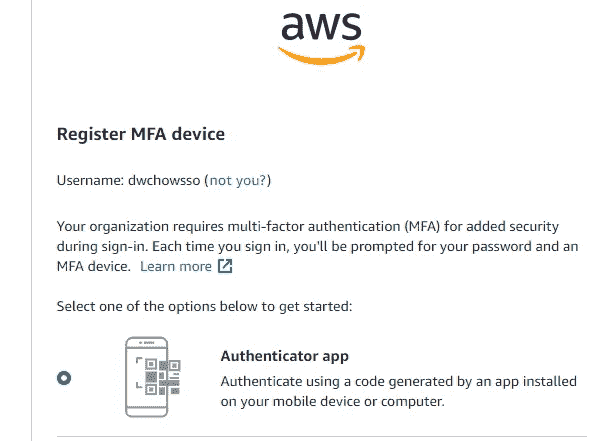 aws
Register MFA device
Username: dwchowsso (not you?)
Your organization requires multi-factor authentication (MFA) for added security
during sign-in. Each time you sign in, you'll be prompted for your password and an
MFA device. Learn more
Select one of the options below to get started:
Authenticator app
Authenticate using a code generated by an app installed
on your mobile device or computer.